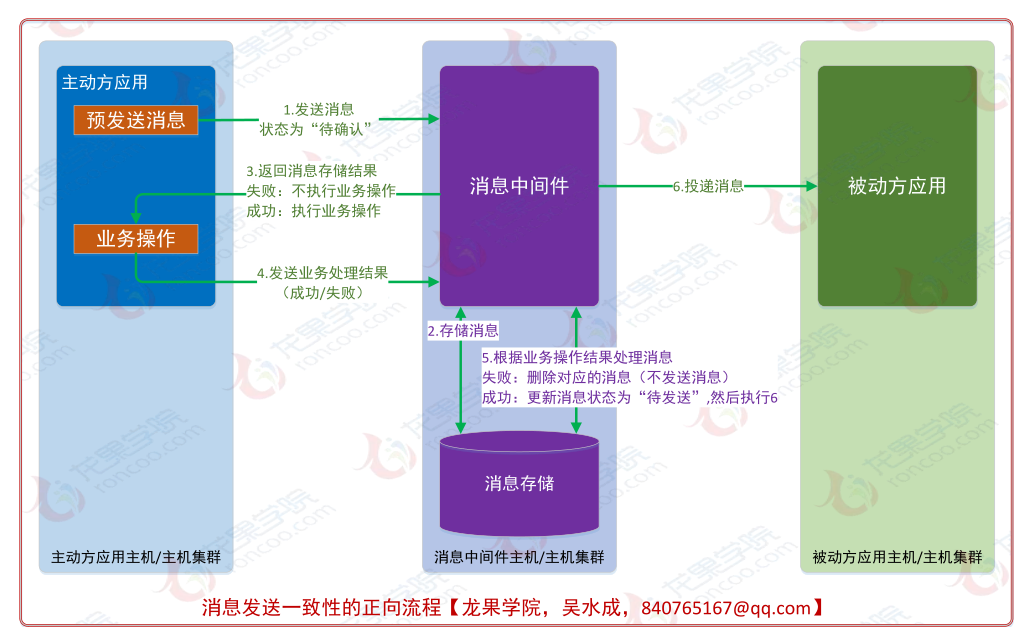 主动方应用
预发送消息
1.发送消息
状态为“待确认”
3.返回消息存储结果
失败：不执行业务操作
成功：执行业务操作
业务操作
4.发送业务处理结果
（成功/失败）
消息中间件
6.投递消息
被动方应用
2.存储消息
5.根据业务操作结果处理消息
失败：删除对应的消息（不发送消息）
成功：更新消息状态为“待发送”,然后执行6
消息存储
主动方应用主机/主机集群
消息中间件主机/主机集群
被动方应用主机/主机集群
消息发送一致性的正向流程【龙果学院，吴水成，840765167@qq.com】
龙果学院
roncoo.com